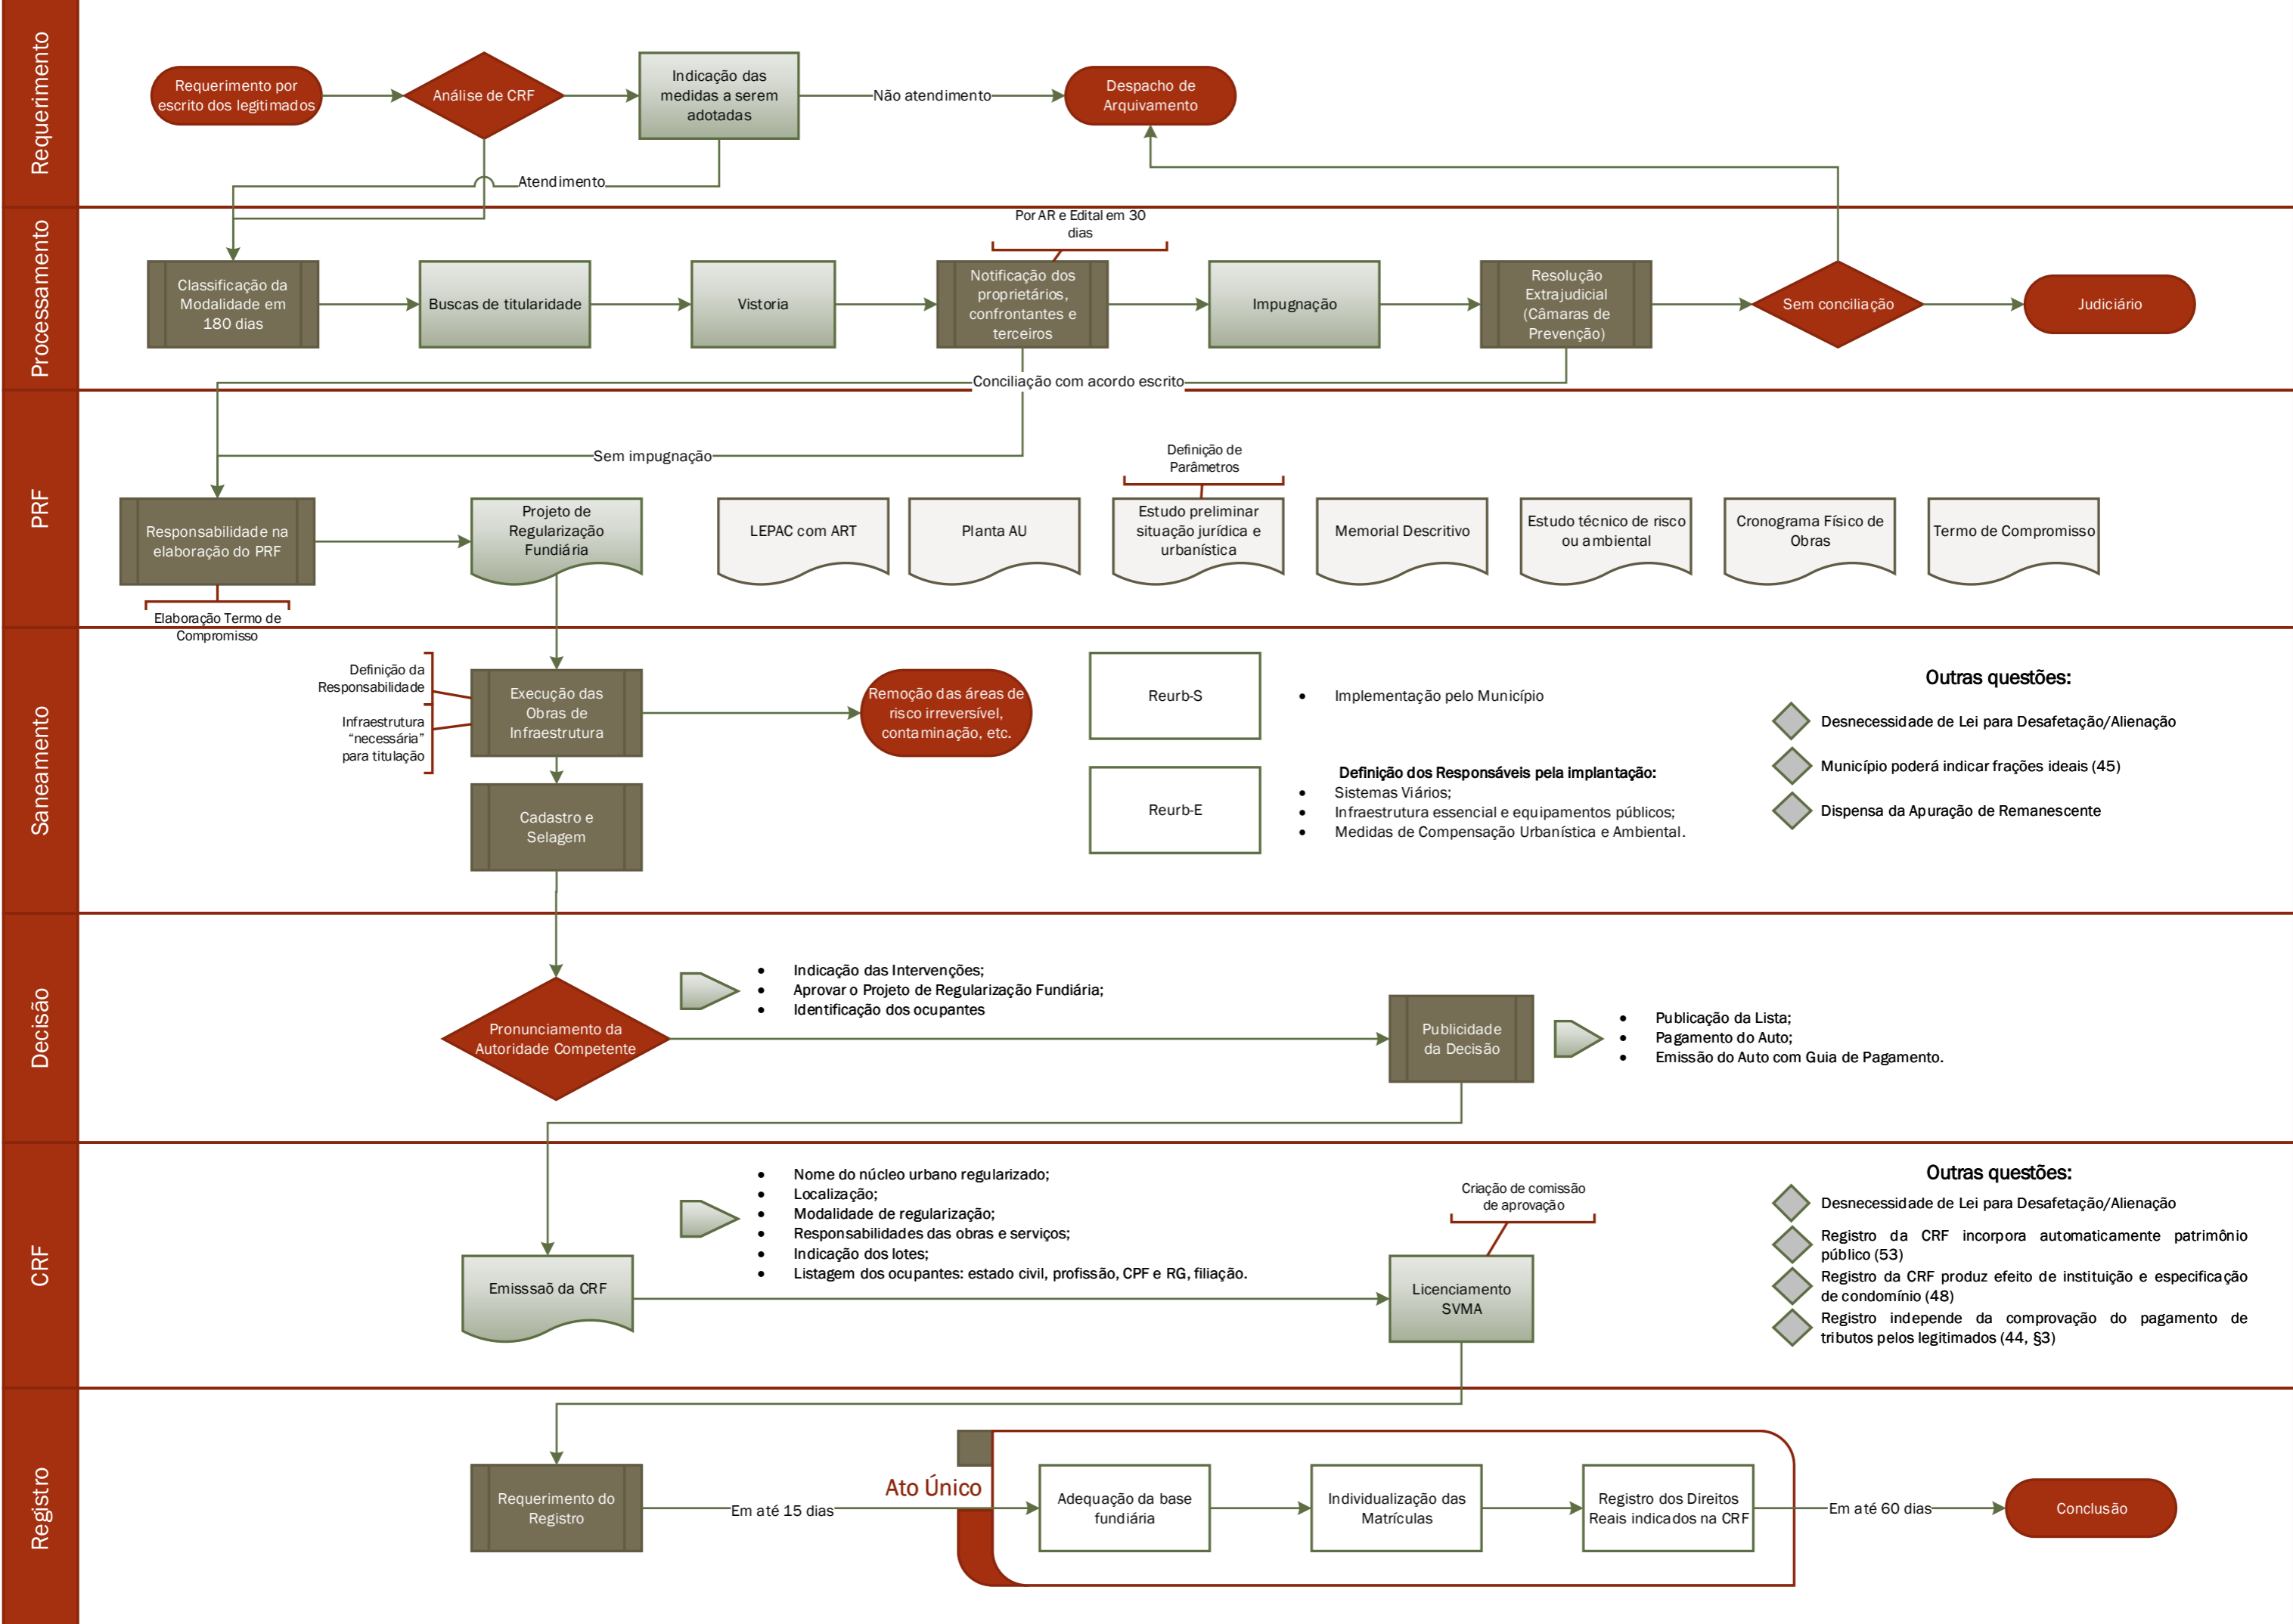 Requerimento
Requerimento por
escrito dos legitimados
Análise de CRF
Indicação das
medidas a serem
adotadas
Não atendimento
Despacho de
Arquivamento
Atendimento
Processamento
Por AR e Edital em 30
dias
Classificação da
Modalidade em
180 dias
Buscas de titularidade
Vistoria
Notificação dos
proprietários,
confrontantes e
terceiros
Impugnação
Resolução
Extrajudicial
(Câmaras de
Prevenção)
Sem conciliação
Judiciário
Conciliação com acordo escrito
PRF
Sem impugnação
Definição de
Parâmetros
Responsabilidade na
elaboração do PRF
Projeto de
Regularização
Fundiária
LEPAC com ART
Planta AU
Estudo preliminar
situação jurídica e
urbanística
Memorial Descritivo
Estudo técnico de risco
ou ambiental
Cronograma Físico de
Obras
Termo de Compromisso
Elaboração Termo de
Compromisso
Saneamento
Definição da
Responsabilidade
Infraestrutura
“necessária”
para titulação
Execução das
Obras de
Infraestrutura
Remoção das áreas de
risco irreversível,
contaminação, etc.
Cadastro e
Selagem
Reurb-S
• Implementação pelo Município
Reurb-E
Definição dos Responsáveis pela implantação:
• Sistemas Viários;
• Infraestrutura essencial e equipamentos públicos;
• Medidas de Compensação Urbanística e Ambiental.
Outras questões:
Desnecessidade de Lei para Desafetação/Alienação
Município poderá indicar frações ideais (45)
Dispensa da Apuração de Remanescente
Decisão
Pronunciamento da
Autoridade Competente
• Indicação das Intervenções;
• Aprovar o Projeto de Regularização Fundiária;
• Identificação dos ocupantes
Publicidade
da Decisão
• Publicação da Lista;
• Pagamento do Auto;
• Emissão do Auto com Guia de Pagamento.
CRF
Emisssaõ da CRF
• Nome do núcleo urbano regularizado;
• Localização;
• Modalidade de regularização;
• Responsabilidades das obras e serviços;
• Indicação dos lotes;
• Listagem dos ocupantes: estado civil, profissão, CPF e RG, filiação.
Criação de comissão
de aprovação
Licenciamento
SVMA
Outras questões:
Desnecessidade de Lei para Desafetação/Alienação
Registro da CRF incorpora automaticamente patrimônio
público (53)
Registro da CRF produz efeito de instituição e especificação
de condomínio (48)
Registro independe da comprovação do pagamento de
tributos pelos legitimados (44, §3)
Registro
Requerimento do
Registro
Em até 15 dias
Ato Único
Adequação da base
fundiária
Individualização das
Matrículas
Registro dos Direitos
Reais indicados na CRF
Em até 60 dias
Conclusão